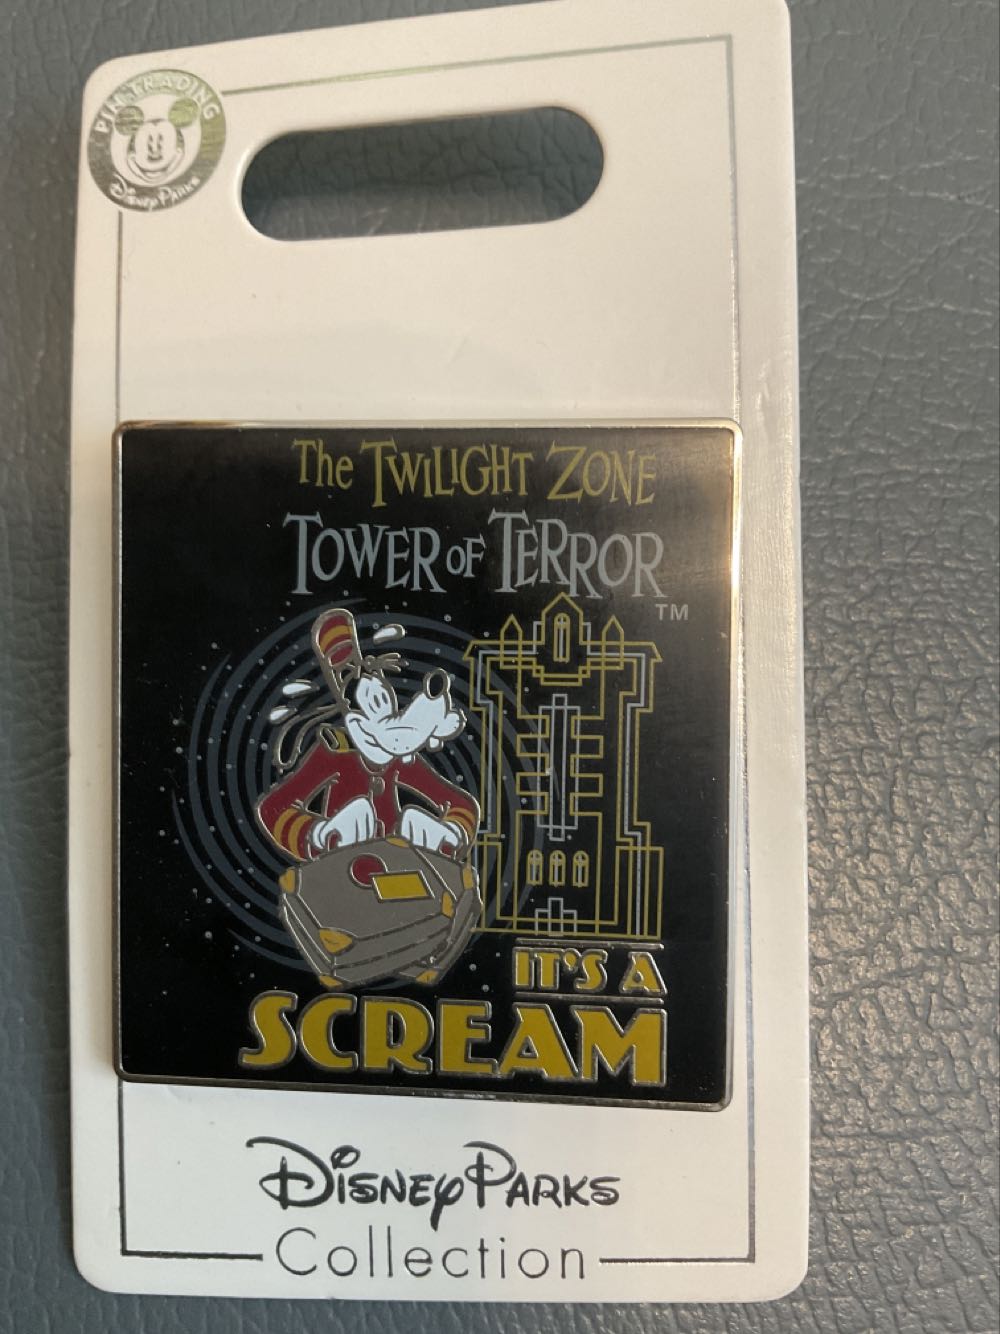 PIN TRADING
Disney Parks
The TWILIGHT ZONE
TOWER OF TERROR
TM
IT'S A
SCREAM
Disney Parks
Collection